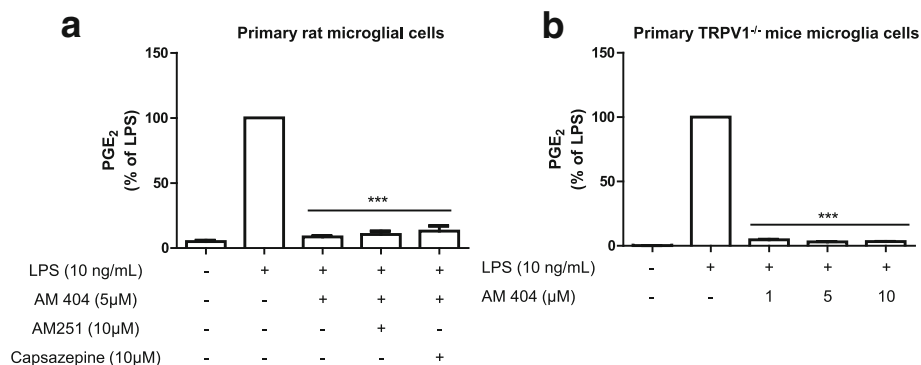 a
Primary rat microglial cells
150
100
50
0
PGE₂
(% of LPS)
***
LPS (10 ng/mL) - + + + +
AM 404 (5µM) - - + + +
AM251 (10µM) - - - + -
Capsazepine (10µM) - - - - +
b
Primary TRPV1⁻/⁻ mice microglia cells
150
100
50
0
PGE₂
(% of LPS)
***
LPS (10 ng/mL) - + + + +
AM 404 (µM) - - 1 5 10